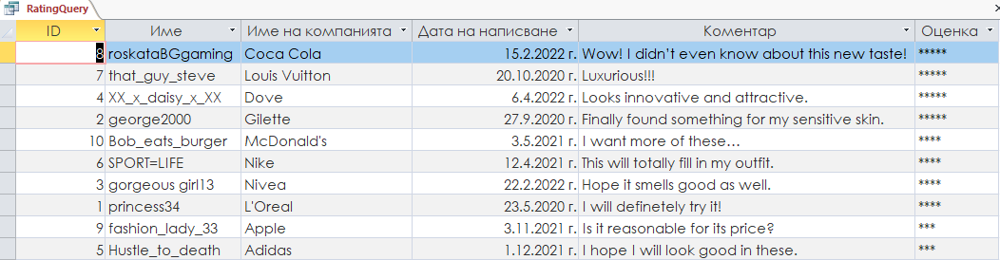 RatingQuery
ID Име Име на компанията Дата на написване Коментар Оценка
8 roskataBGgaming Coca Cola 15.2.2022 г. Wow! I didn't even know about this new taste! *****
7 that_guy_steve Louis Vuitton 20.10.2020 г. Luxurious!!! *****
4 XX_x_daisy_x_XX Dove 6.4.2022 г. Looks innovative and attractive. *****
2 george2000 Gilette 27.9.2020 г. Finally found something for my sensitive skin. *****
10 Bob_eats_burger McDonald's 3.5.2021 г. I want more of these... ****
6 SPORT=LIFE Nike 12.4.2021 г. This will totally fill in my outfit. ****
3 gorgeous girl13 Nivea 22.2.2022 г. Hope it smells good as well. ****
1 princess34 L'Oreal 23.5.2020 г. I will definetely try it! ****
9 fashion_lady_33 Apple 3.11.2021 г. Is it reasonable for its price? ***
5 Hustle_to_death Adidas 1.12.2021 г. I hope I will look good in these. ***